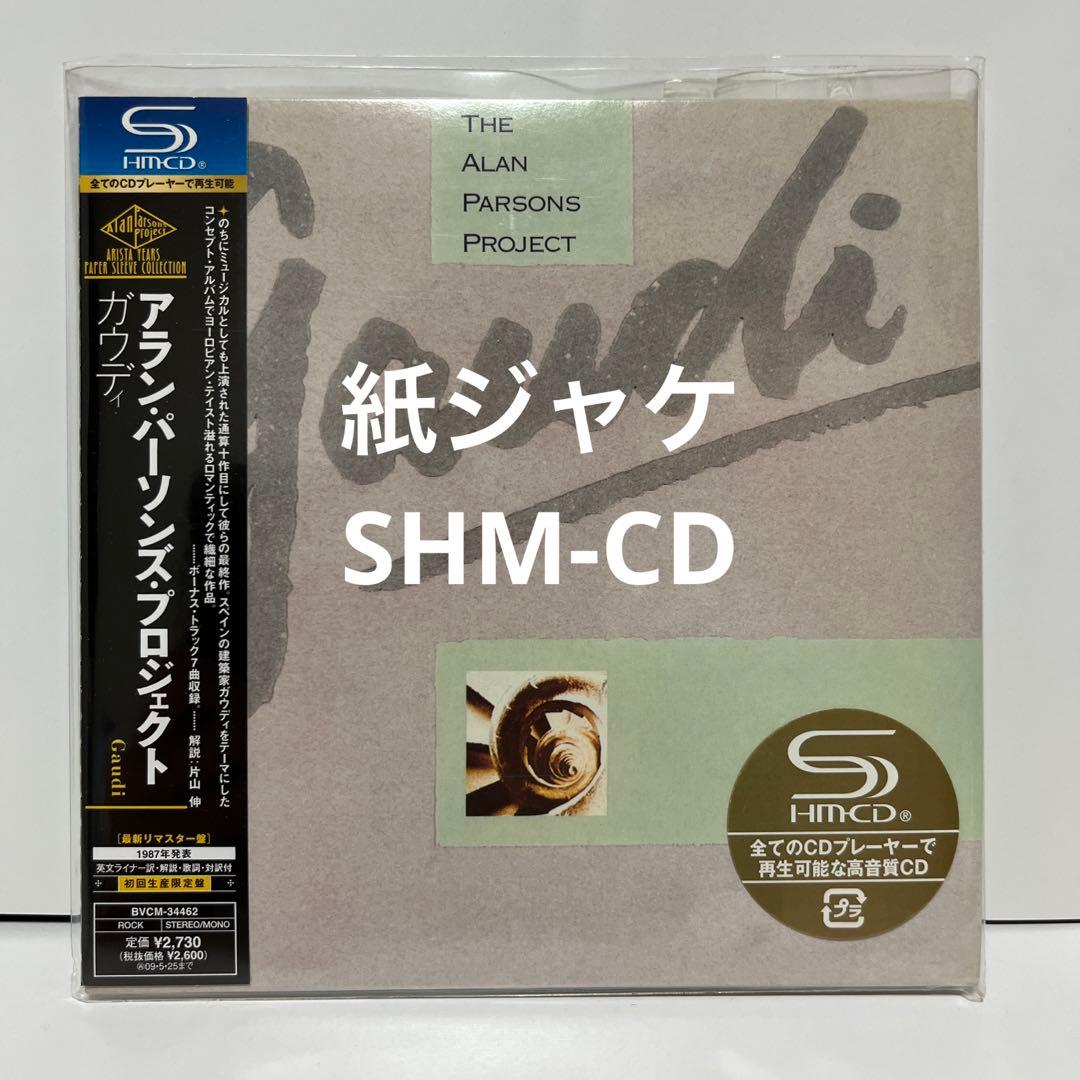 SHM-CD®
全てのCDプレーヤーで再生可能
Alan Parsons Project
ARISTA YEARS
PAPER SLEEVE COLLECTION
アラン・パーソンズ・プロジェクト
ガウディ
Gaudi
✦のちにミュージカルとしても上演された通算十作目にして彼らの最終作。スペインの建築家ガウディをテーマにした
コンセプト・アルバムでヨーロピアン・テイスト溢れるロマンティックで繊細な作品。
……ボーナス・トラック7曲収録。…… 解説:片山 伸
[最新リマスター盤]
1987年発表
英文ライナー訳・解説・歌詞・対訳付
初回生産限定盤
BVCM-34462
ROCK STEREO/MONO
定価 ¥2,730
(税抜価格 ¥2,600)
09・5・25まで
THE
ALAN
PARSONS
PROJECT
Gaudi
紙ジャケ
SHM-CD
SHM-CD®
全てのCDプレーヤーで
再生可能な高音質CD
プラ